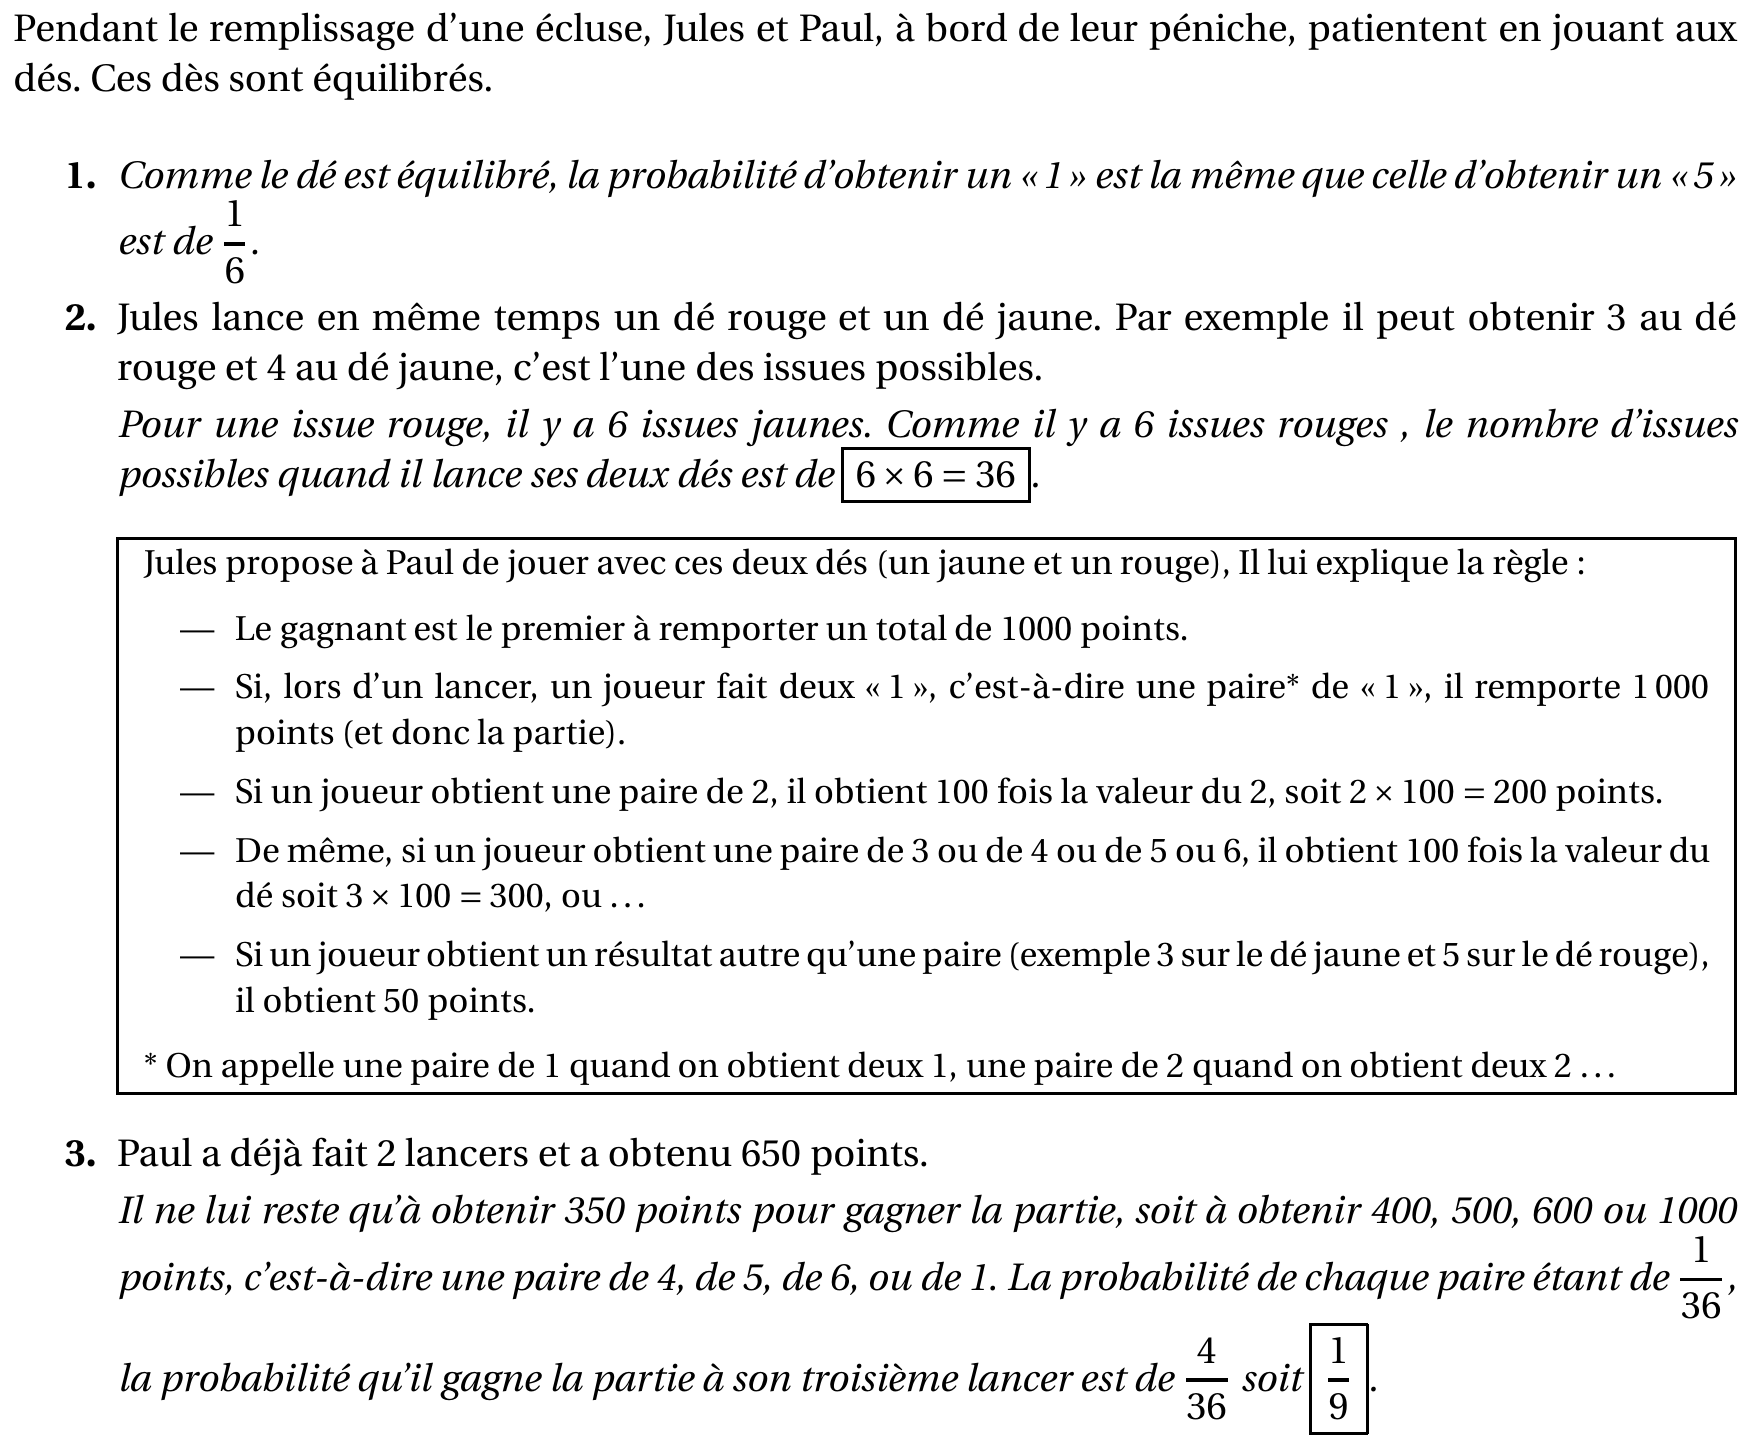 Pendant le remplissage d'une écluse, Jules et Paul, à bord de leur péniche, patientent en jouant aux
dés. Ces dès sont équilibrés.
1. Comme le dé est équilibré, la probabilité d'obtenir un « 1 » est la même que celle d'obtenir un « 5 »
est de 1/6.
2. Jules lance en même temps un dé rouge et un dé jaune. Par exemple il peut obtenir 3 au dé
rouge et 4 au dé jaune, c'est l'une des issues possibles.
Pour une issue rouge, il y a 6 issues jaunes. Comme il y a 6 issues rouges , le nombre d'issues
possibles quand il lance ses deux dés est de 6 × 6 = 36.
Jules propose à Paul de jouer avec ces deux dés (un jaune et un rouge), Il lui explique la règle :
— Le gagnant est le premier à remporter un total de 1000 points.
— Si, lors d'un lancer, un joueur fait deux « 1 », c'est-à-dire une paire* de « 1 », il remporte 1 000
points (et donc la partie).
— Si un joueur obtient une paire de 2, il obtient 100 fois la valeur du 2, soit 2 × 100 = 200 points.
— De même, si un joueur obtient une paire de 3 ou de 4 ou de 5 ou 6, il obtient 100 fois la valeur du
dé soit 3 × 100 = 300, ou ...
— Si un joueur obtient un résultat autre qu'une paire (exemple 3 sur le dé jaune et 5 sur le dé rouge),
il obtient 50 points.
* On appelle une paire de 1 quand on obtient deux 1, une paire de 2 quand on obtient deux 2 ...
3. Paul a déjà fait 2 lancers et a obtenu 650 points.
Il ne lui reste qu'à obtenir 350 points pour gagner la partie, soit à obtenir 400, 500, 600 ou 1000
points, c'est-à-dire une paire de 4, de 5, de 6, ou de 1. La probabilité de chaque paire étant de 1/36,
la probabilité qu'il gagne la partie à son troisième lancer est de 4/36 soit 1/9.